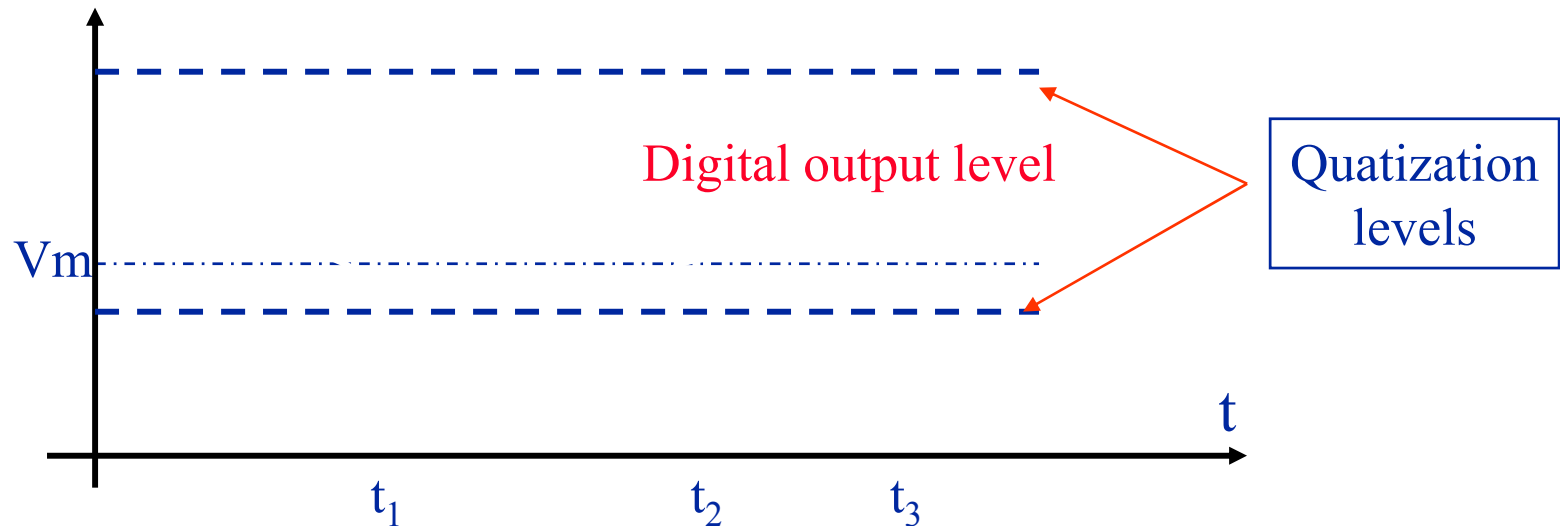 Digital output level
Quatization
levels
Vm
t
t₁
t₂
t₃